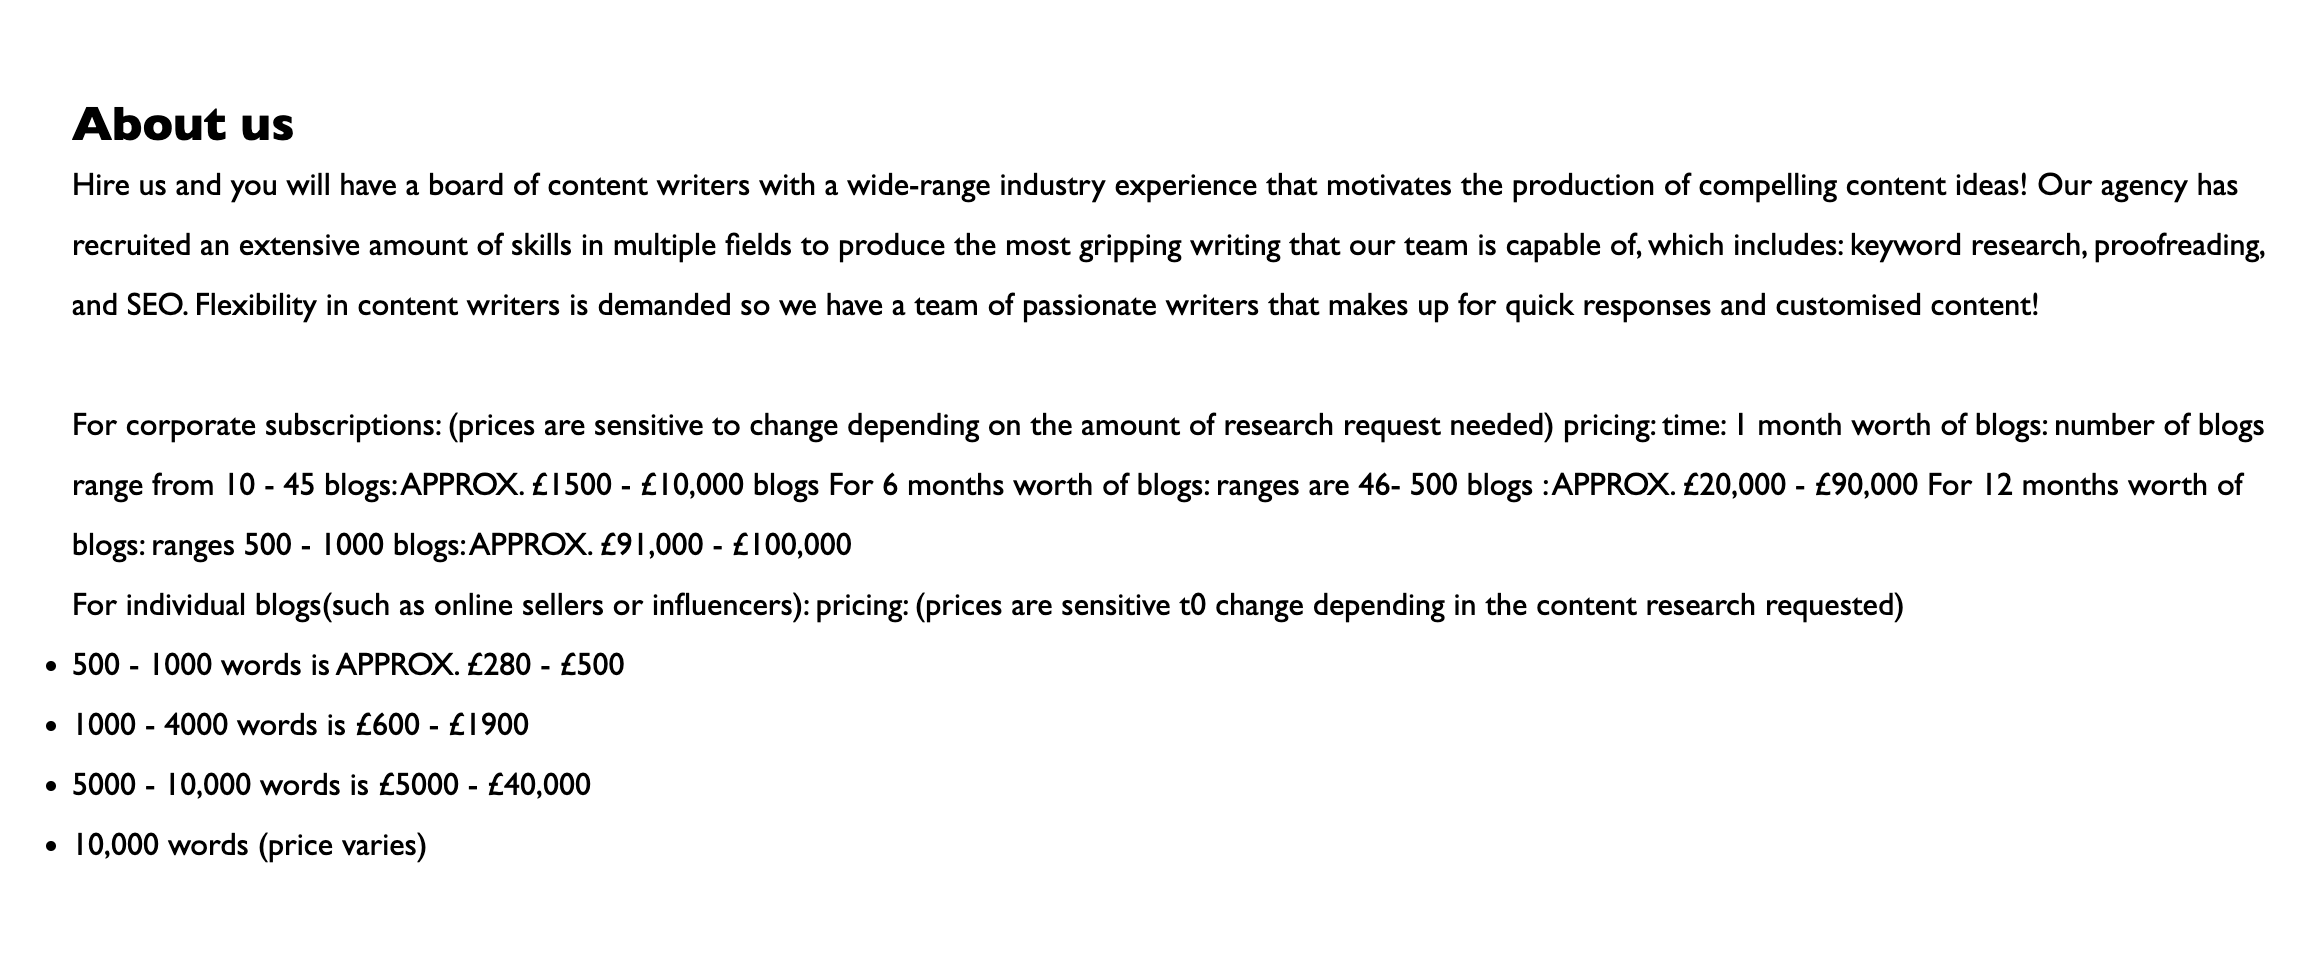 About us
Hire us and you will have a board of content writers with a wide-range industry experience that motivates the production of compelling content ideas! Our agency has
recruited an extensive amount of skills in multiple fields to produce the most gripping writing that our team is capable of, which includes: keyword research, proofreading,
and SEO. Flexibility in content writers is demanded so we have a team of passionate writers that makes up for quick responses and customised content!
For corporate subscriptions: (prices are sensitive to change depending on the amount of research request needed) pricing: time: 1 month worth of blogs: number of blogs
range from 10 - 45 blogs: APPROX. £1500 - £10,000 blogs For 6 months worth of blogs: ranges are 46- 500 blogs : APPROX. £20,000 - £90,000 For 12 months worth of
blogs: ranges 500 - 1000 blogs: APPROX. £91,000 - £100,000
For individual blogs(such as online sellers or influencers): pricing: (prices are sensitive t0 change depending in the content research requested)
• 500 - 1000 words is APPROX. £280 - £500
• 1000 - 4000 words is £600 - £1900
• 5000 - 10,000 words is £5000 - £40,000
• 10,000 words (price varies)